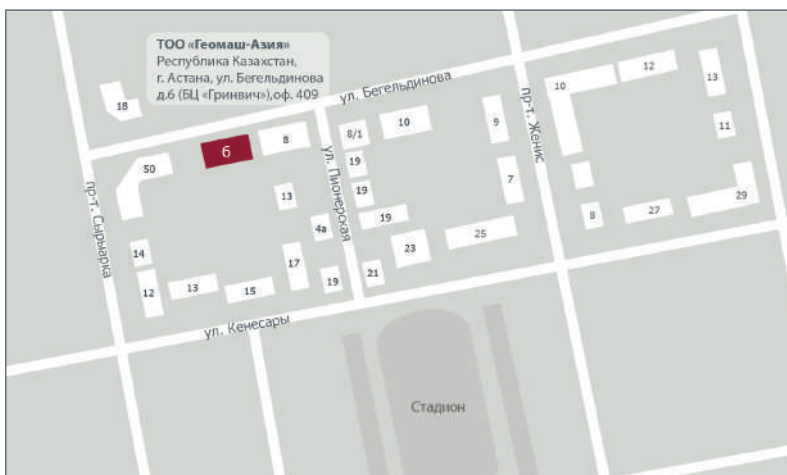 ТОО «Геомаш-Азия»
Республика Казахстан,
г. Астана, ул. Бегельдинова
д.6 (БЦ «Гринвич»),оф. 409
18
ул. Бегельдинова
10
12
13
8/1
10
9
пр-т. Женис
11
6
8
50
19
7
ул. Пионерская
13
19
29
19
8
27
4а
25
23
пр-т. Сырыарка
14
17
21
19
12
13
15
ул. Кенесары
Стадион